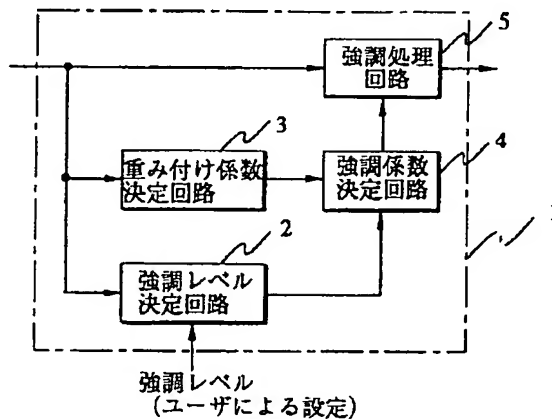 5
強調処理
回路
3
重み付け係数
決定回路
4
強調係数
決定回路
2
強調レベル
決定回路
強調レベル
(ユーザによる設定)